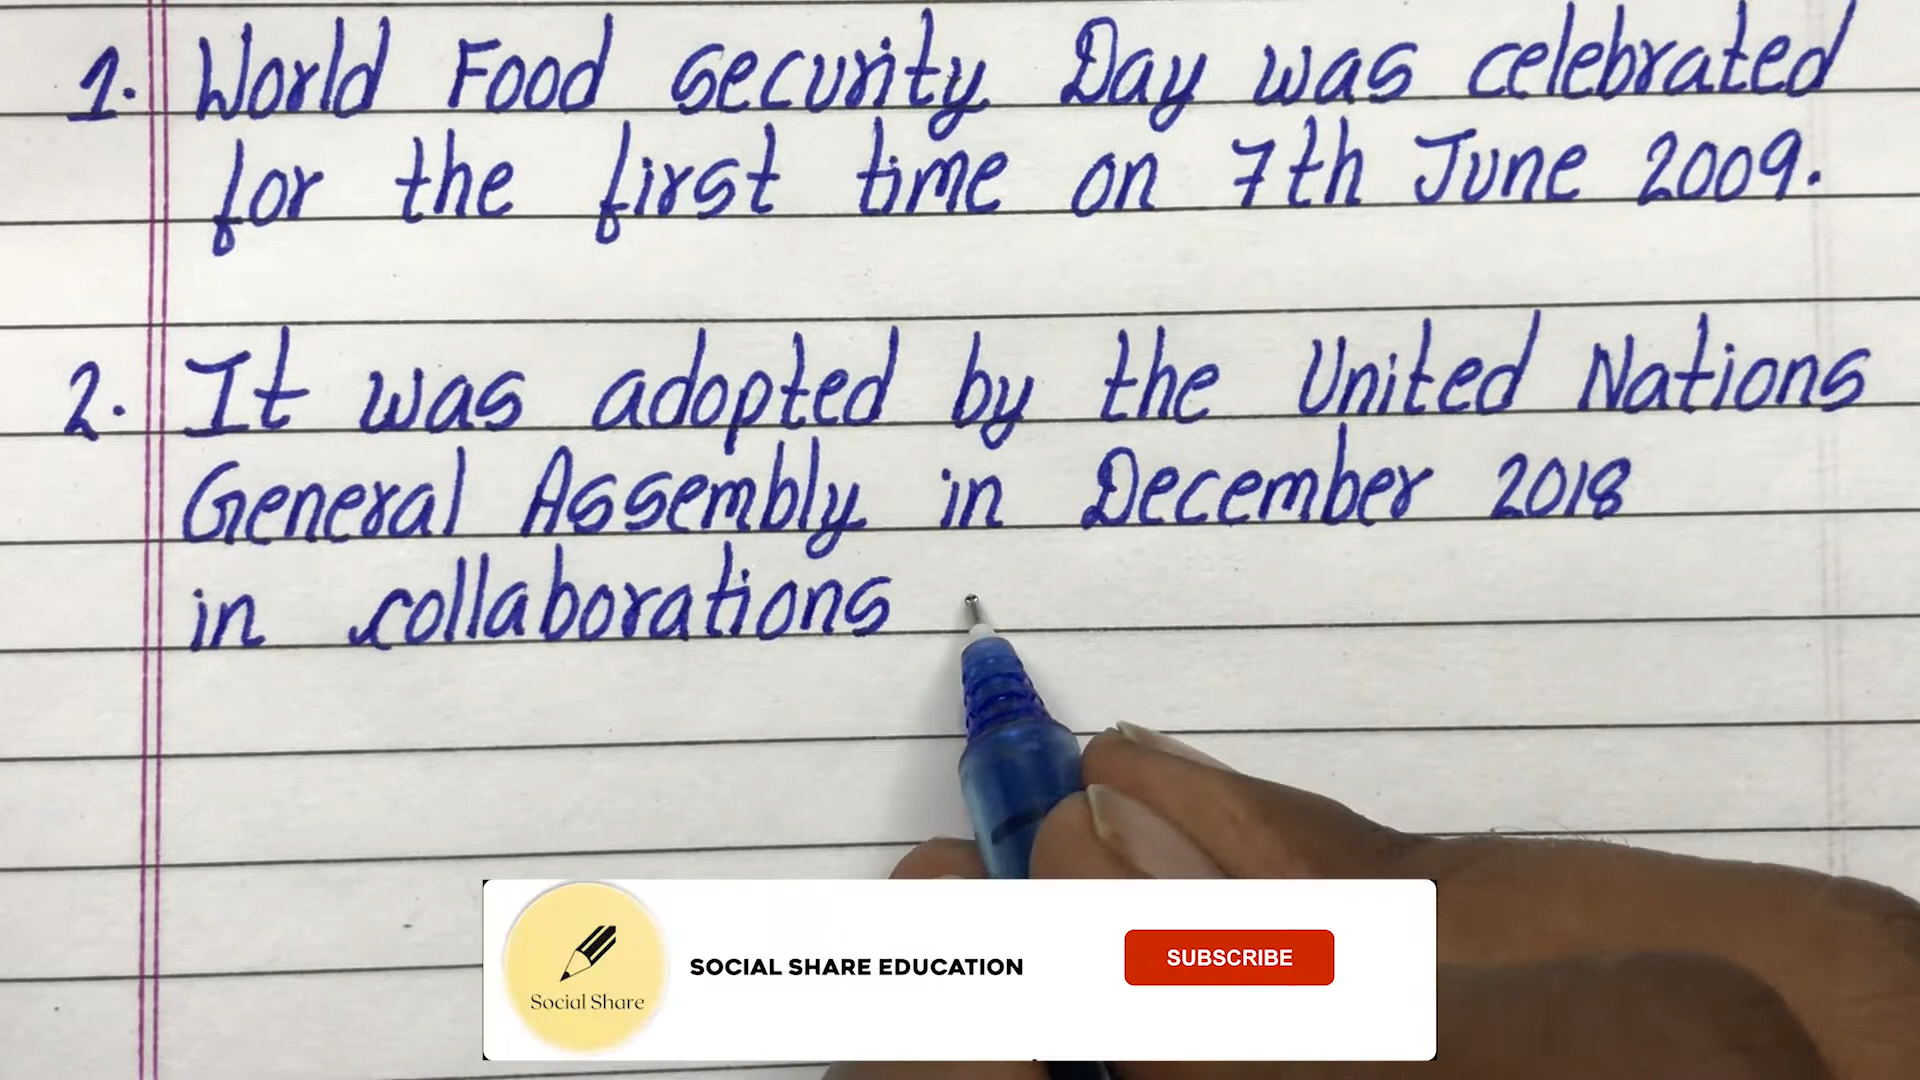 1. World Food security Day was celebrated
for the first time on 7th June 2009.
2. It was adopted by the United Nations
General Assembly in December 2018
in collaborations
Social Share
SOCIAL SHARE EDUCATION
SUBSCRIBE